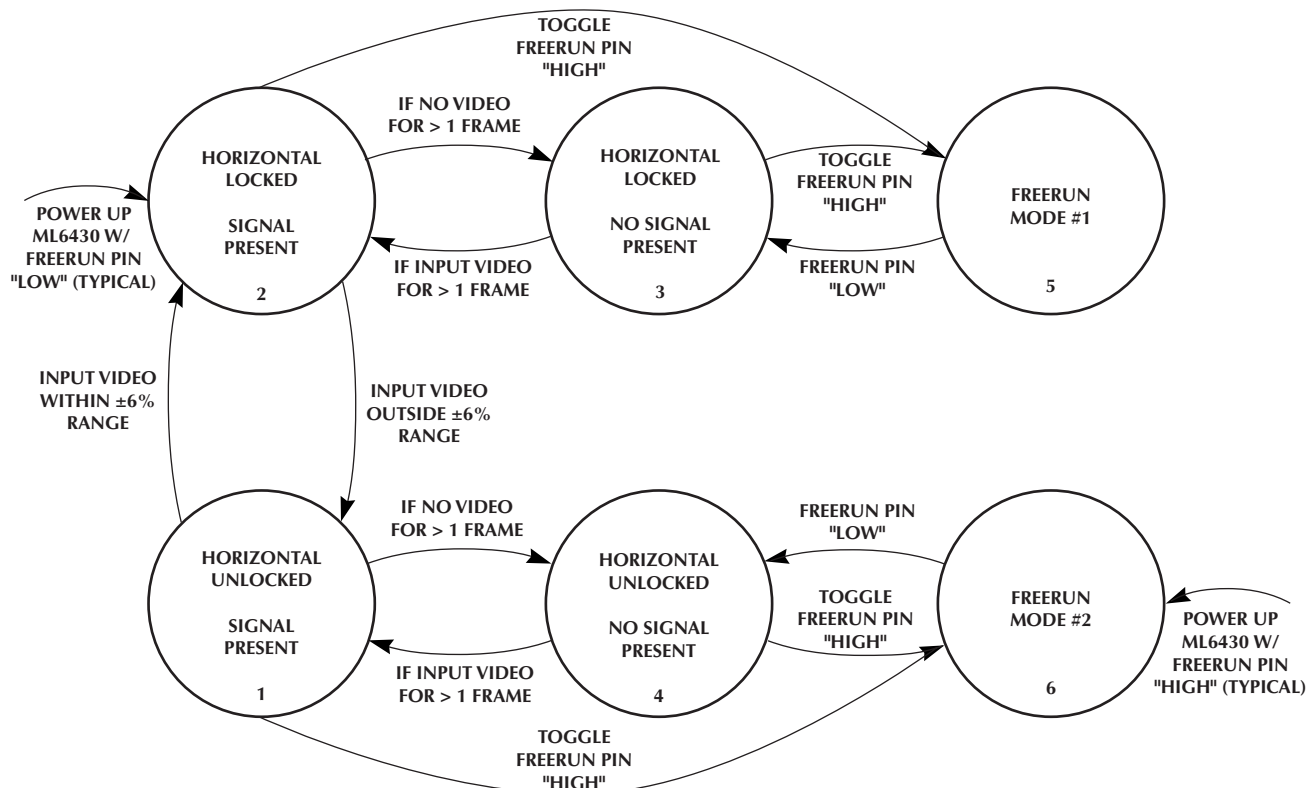 TOGGLE
FREERUN PIN
"HIGH"
IF NO VIDEO
FOR > 1 FRAME
HORIZONTAL
LOCKED
SIGNAL
PRESENT
2
HORIZONTAL
LOCKED
NO SIGNAL
PRESENT
3
TOGGLE
FREERUN PIN
"HIGH"
FREERUN
MODE #1
5
POWER UP
ML6430 W/
FREERUN PIN
"LOW" (TYPICAL)
IF INPUT VIDEO
FOR > 1 FRAME
FREERUN PIN
"LOW"
INPUT VIDEO
WITHIN ±6%
RANGE
INPUT VIDEO
OUTSIDE ±6%
RANGE
IF NO VIDEO
FOR > 1 FRAME
FREERUN PIN
"LOW"
HORIZONTAL
UNLOCKED
SIGNAL
PRESENT
1
HORIZONTAL
UNLOCKED
NO SIGNAL
PRESENT
4
TOGGLE
FREERUN PIN
"HIGH"
FREERUN
MODE #2
6
POWER UP
ML6430 W/
FREERUN PIN
"HIGH" (TYPICAL)
IF INPUT VIDEO
FOR > 1 FRAME
TOGGLE
FREERUN PIN
"HIGH"